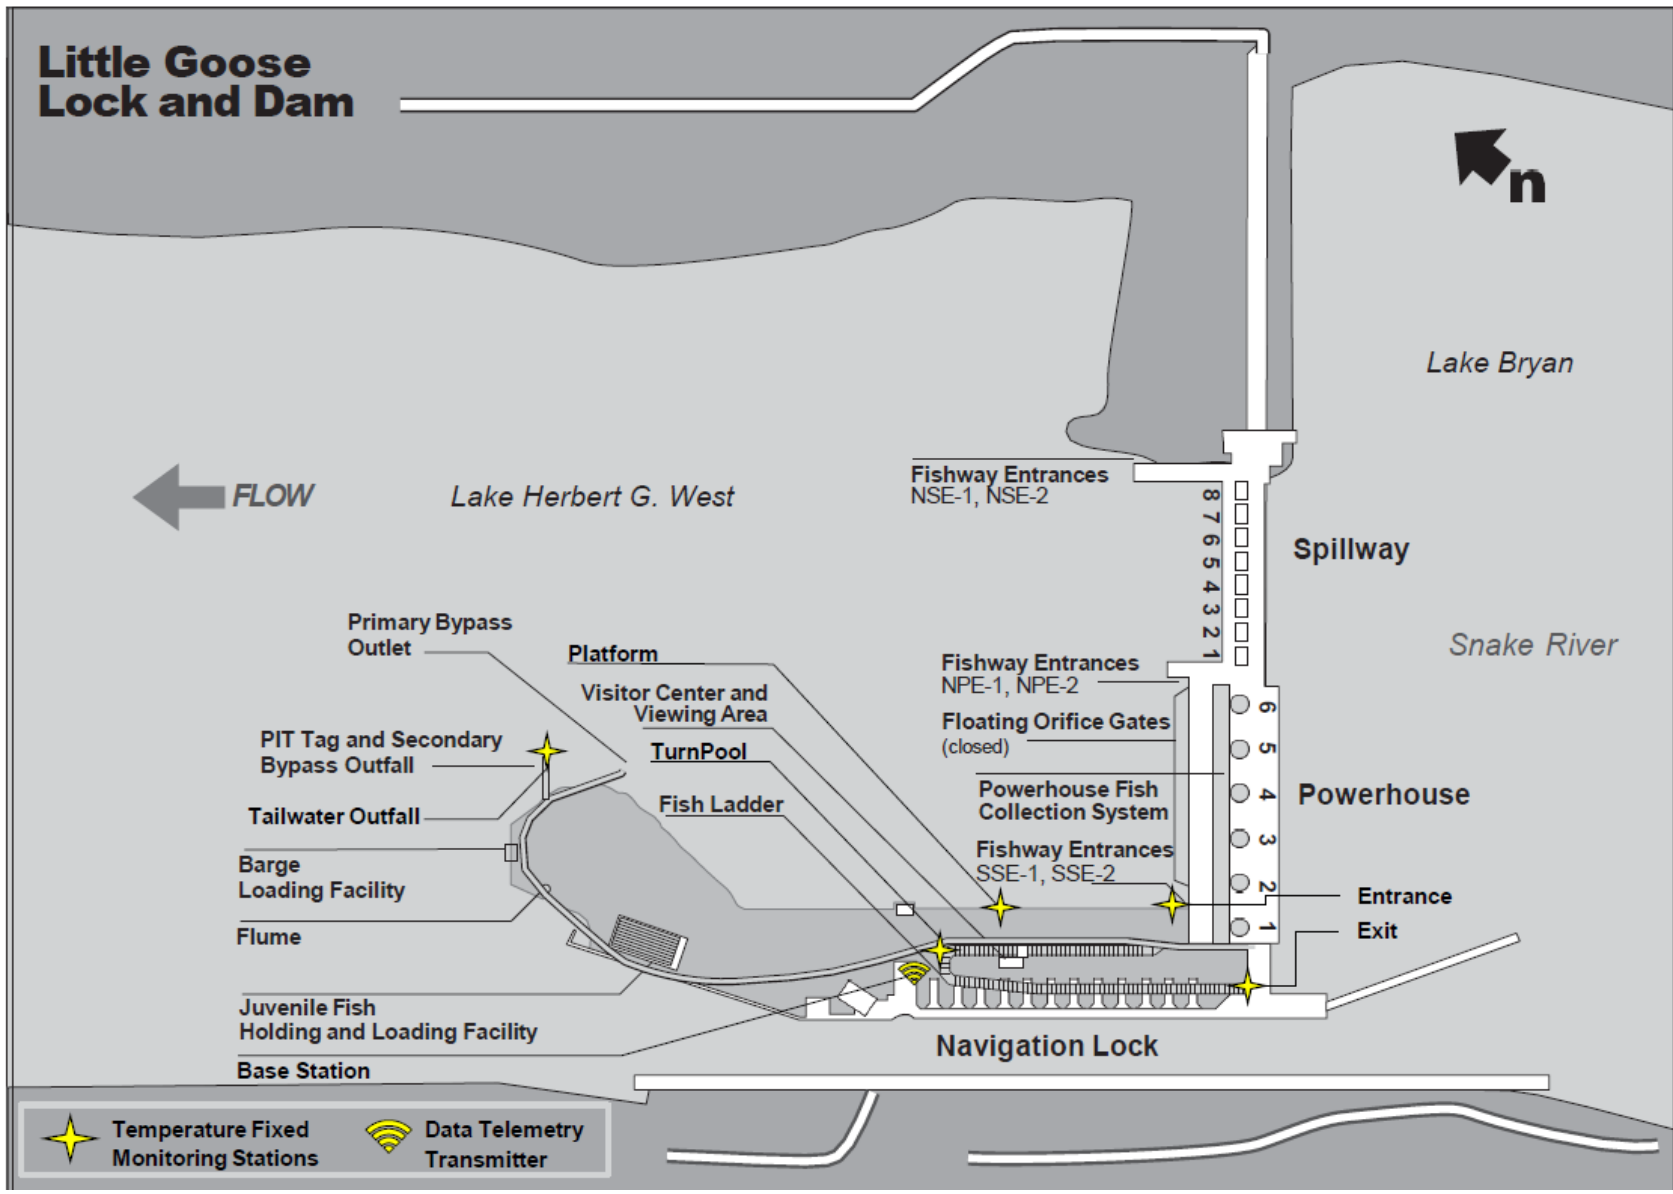 Little Goose
Lock and Dam
n
Lake Bryan
Fishway Entrances
NSE-1, NSE-2
FLOW
Lake Herbert G. West
8
7
6
5
4
3
2
1
Spillway
Snake River
Primary Bypass
Outlet
Platform
Visitor Center and
Viewing Area
TurnPool
Fish Ladder
PIT Tag and Secondary
Bypass Outfall
Tailwater Outfall
Barge
Loading Facility
Flume
Juvenile Fish
Holding and Loading Facility
Base Station
Fishway Entrances
NPE-1, NPE-2
Floating Orifice Gates
(closed)
Powerhouse Fish
Collection System
Fishway Entrances
SSE-1, SSE-2
6
5
4
3
2
1
Powerhouse
Entrance
Exit
Navigation Lock
Temperature Fixed
Monitoring Stations
Data Telemetry
Transmitter